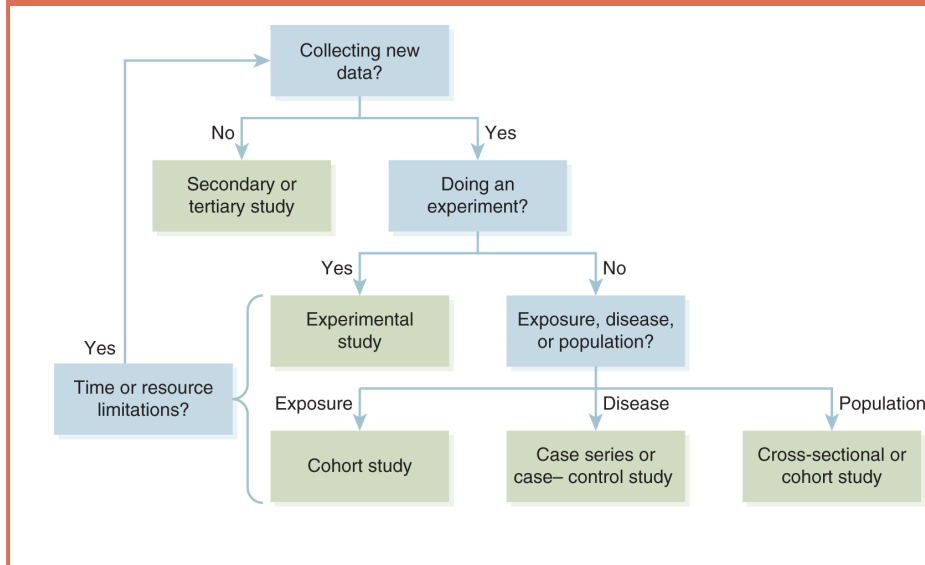 Collecting new
data?
No
Yes
Secondary or
tertiary study
Doing an
experiment?
Yes
No
Experimental
study
Exposure, disease,
or population?
Yes
Time or resource
limitations?
Exposure
Disease
Population
Cohort study
Case series or
case– control study
Cross-sectional or
cohort study